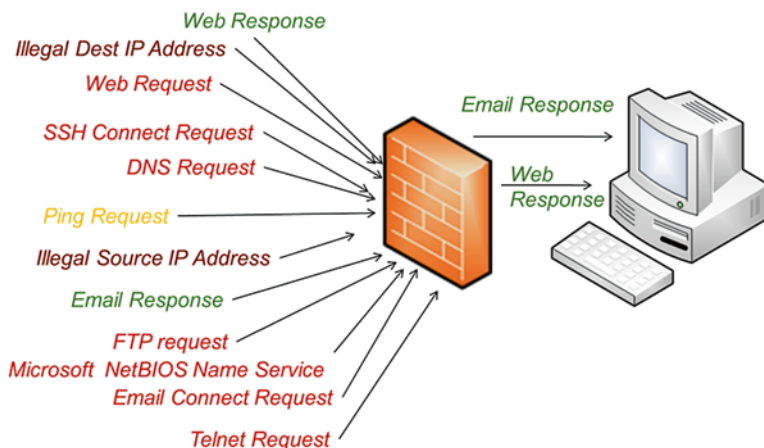 Web Response
Illegal Dest IP Address
Web Request
SSH Connect Request
DNS Request
Ping Request
Illegal Source IP Address
Email Response
FTP request
Microsoft NetBIOS Name Service
Email Connect Request
Telnet Request
Email Response
Web
Response